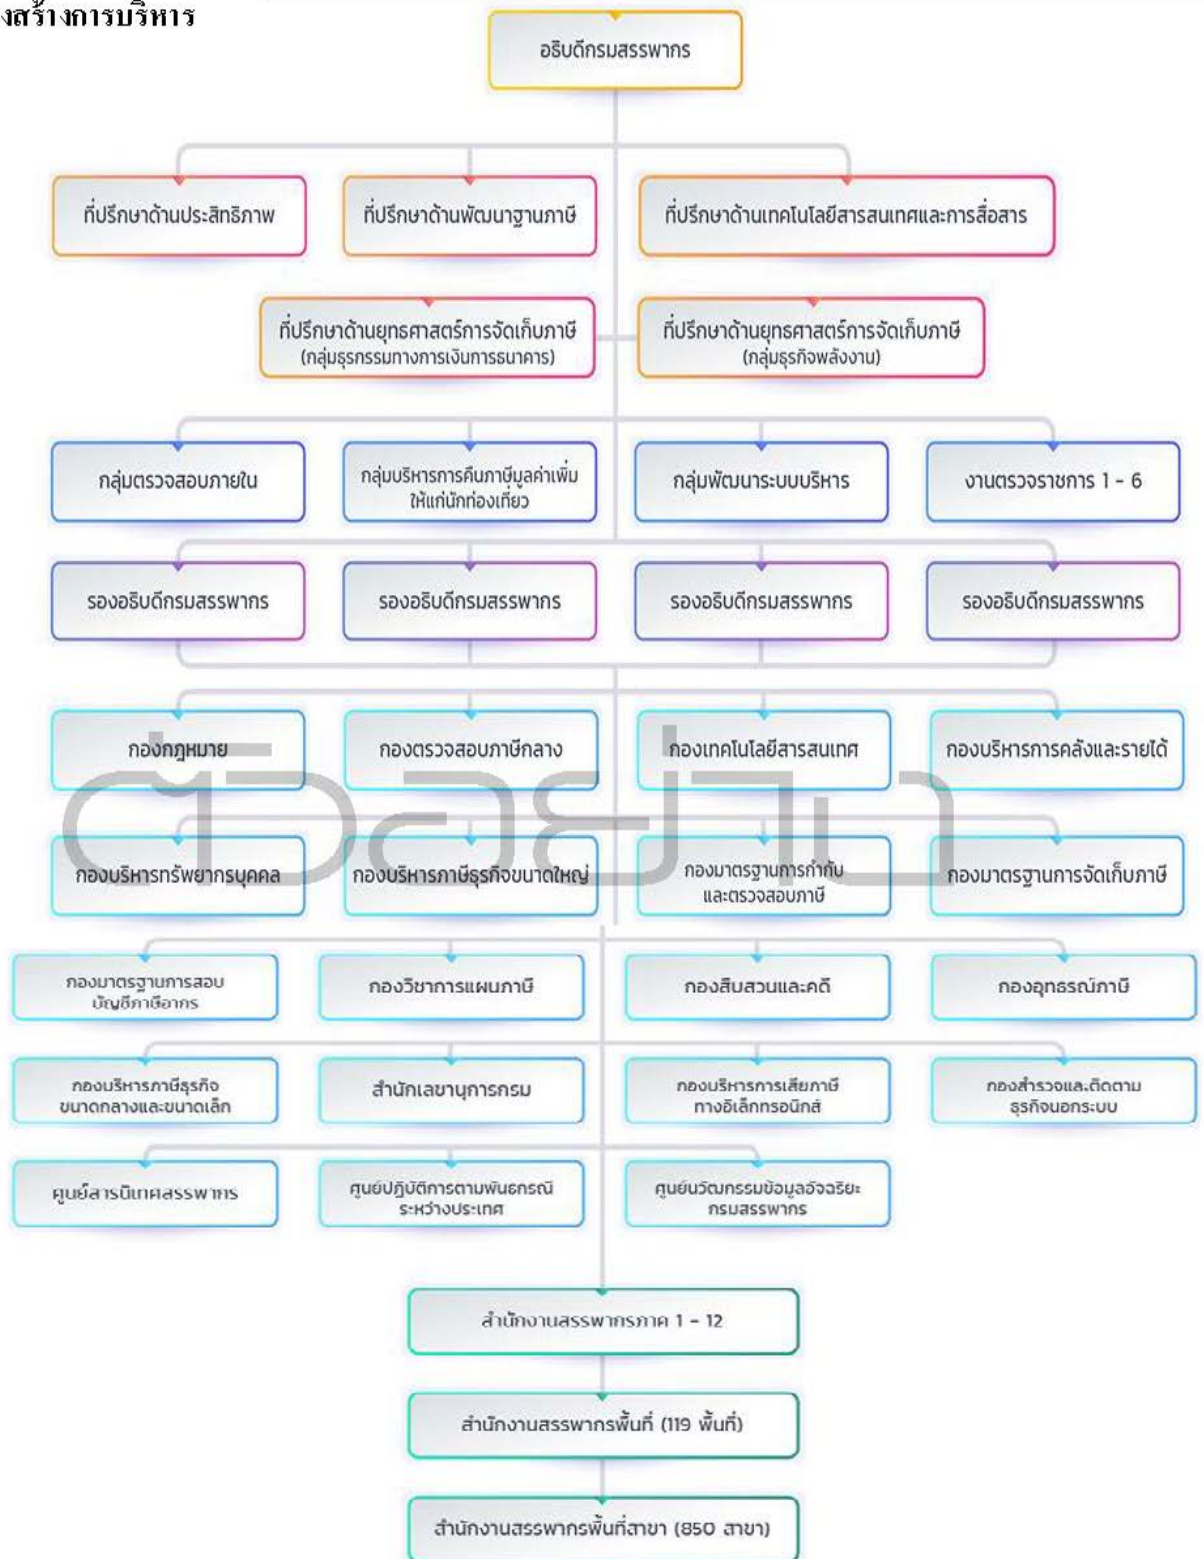 งสร้างการบริหาร
อธิบดีกรมสรรพากร
ที่ปรึกษาด้านประสิทธิภาพ
ที่ปรึกษาด้านพัฒนาฐานภาษี
ที่ปรึกษาด้านเทคโนโลยีสารสนเทศและการสื่อสาร
ที่ปรึกษาด้านยุทธศาสตร์การจัดเก็บภาษี
(กลุ่มธุรกรรมทางการเงินการธนาคาร)
ที่ปรึกษาด้านยุทธศาสตร์การจัดเก็บภาษี
(กลุ่มธุรกิจพลังงาน)
กลุ่มตรวจสอบภายใน
กลุ่มบริหารการคืนภาษีมูลค่าเพิ่ม
ให้แก่นักท่องเที่ยว
กลุ่มพัฒนาระบบบริหาร
งานตรวจราชการ 1 - 6
รองอธิบดีกรมสรรพากร
รองอธิบดีกรมสรรพากร
รองอธิบดีกรมสรรพากร
รองอธิบดีกรมสรรพากร
กองกฎหมาย
กองตรวจสอบภาษีกลาง
กองเทคโนโลยีสารสนเทศ
กองบริหารการคลังและรายได้
ตัวอย่าง
กองบริหารทรัพยากรบุคคล
กองบริหารภาษีธุรกิจขนาดใหญ่
กองมาตรฐานการกำกับ
และตรวจสอบภาษี
กองมาตรฐานการจัดเก็บภาษี
กองมาตรฐานการสอบ
บัญชีภาษีอากร
กองวิชาการแผนภาษี
กองสืบสวนและคดี
กองอุทธรณ์ภาษี
กองบริหารภาษีธุรกิจ
ขนาดกลางและขนาดเล็ก
สำนักเลขานุการกรม
กองบริหารการเสียภาษี
ทางอิเล็กทรอนิกส์
กองสำรวจและติดตาม
ธุรกิจนอกระบบ
ศูนย์สารนิเทศสรรพากร
ศูนย์ปฏิบัติการตามพันธกรณี
ระหว่างประเทศ
ศูนย์นวัฒกรรมข้อมูลอัจฉริยะ
กรมสรรพากร
สำนักงานสรรพากรภาค 1 - 12
สำนักงานสรรพากรพื้นที่ (119 พื้นที่)
สำนักงานสรรพากรพื้นที่สาขา (850 สาขา)